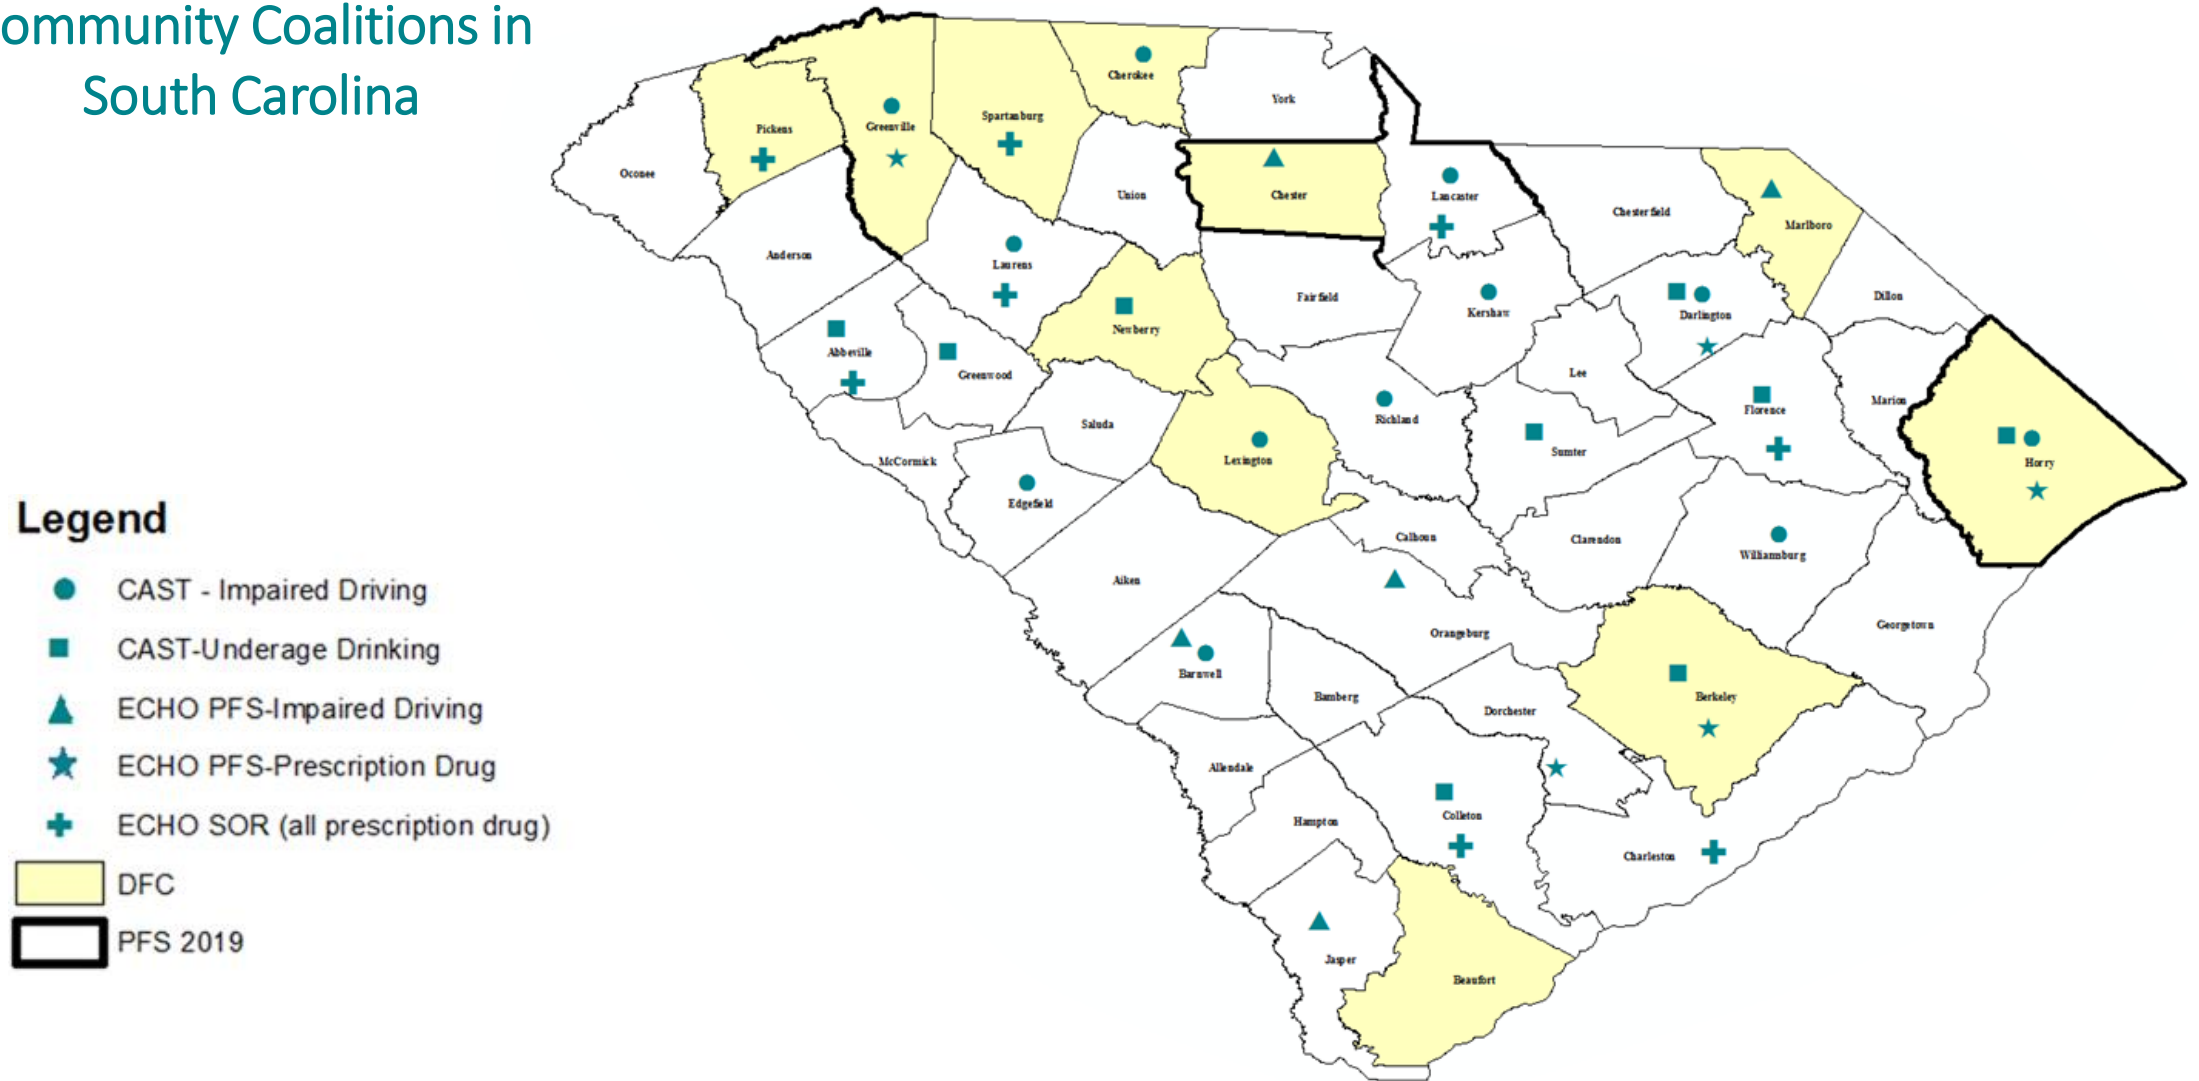 ommunity Coalitions in
South Carolina
Cherokee
York
Pickens
Greenville
Spartanburg
Oconee
Union
Chester
Lancaster
Chesterfield
Marlboro
Anderson
Laurens
Fairfield
Kershaw
Dillon
Newberry
Darlington
Abbeville
Greenwood
Lee
Marion
Florence
Richland
Saluda
Sumter
McCormick
Lexington
Horry
Edgefield
Calhoun
Clarendon
Williamsburg
Aiken
Georgetown
Orangeburg
Barnwell
Bamberg
Berkeley
Dorchester
Allendale
Colleton
Hampton
Charleston
Jasper
Beaufort
Legend
CAST - Impaired Driving
CAST-Underage Drinking
ECHO PFS-Impaired Driving
ECHO PFS-Prescription Drug
ECHO SOR (all prescription drug)
DFC
PFS 2019